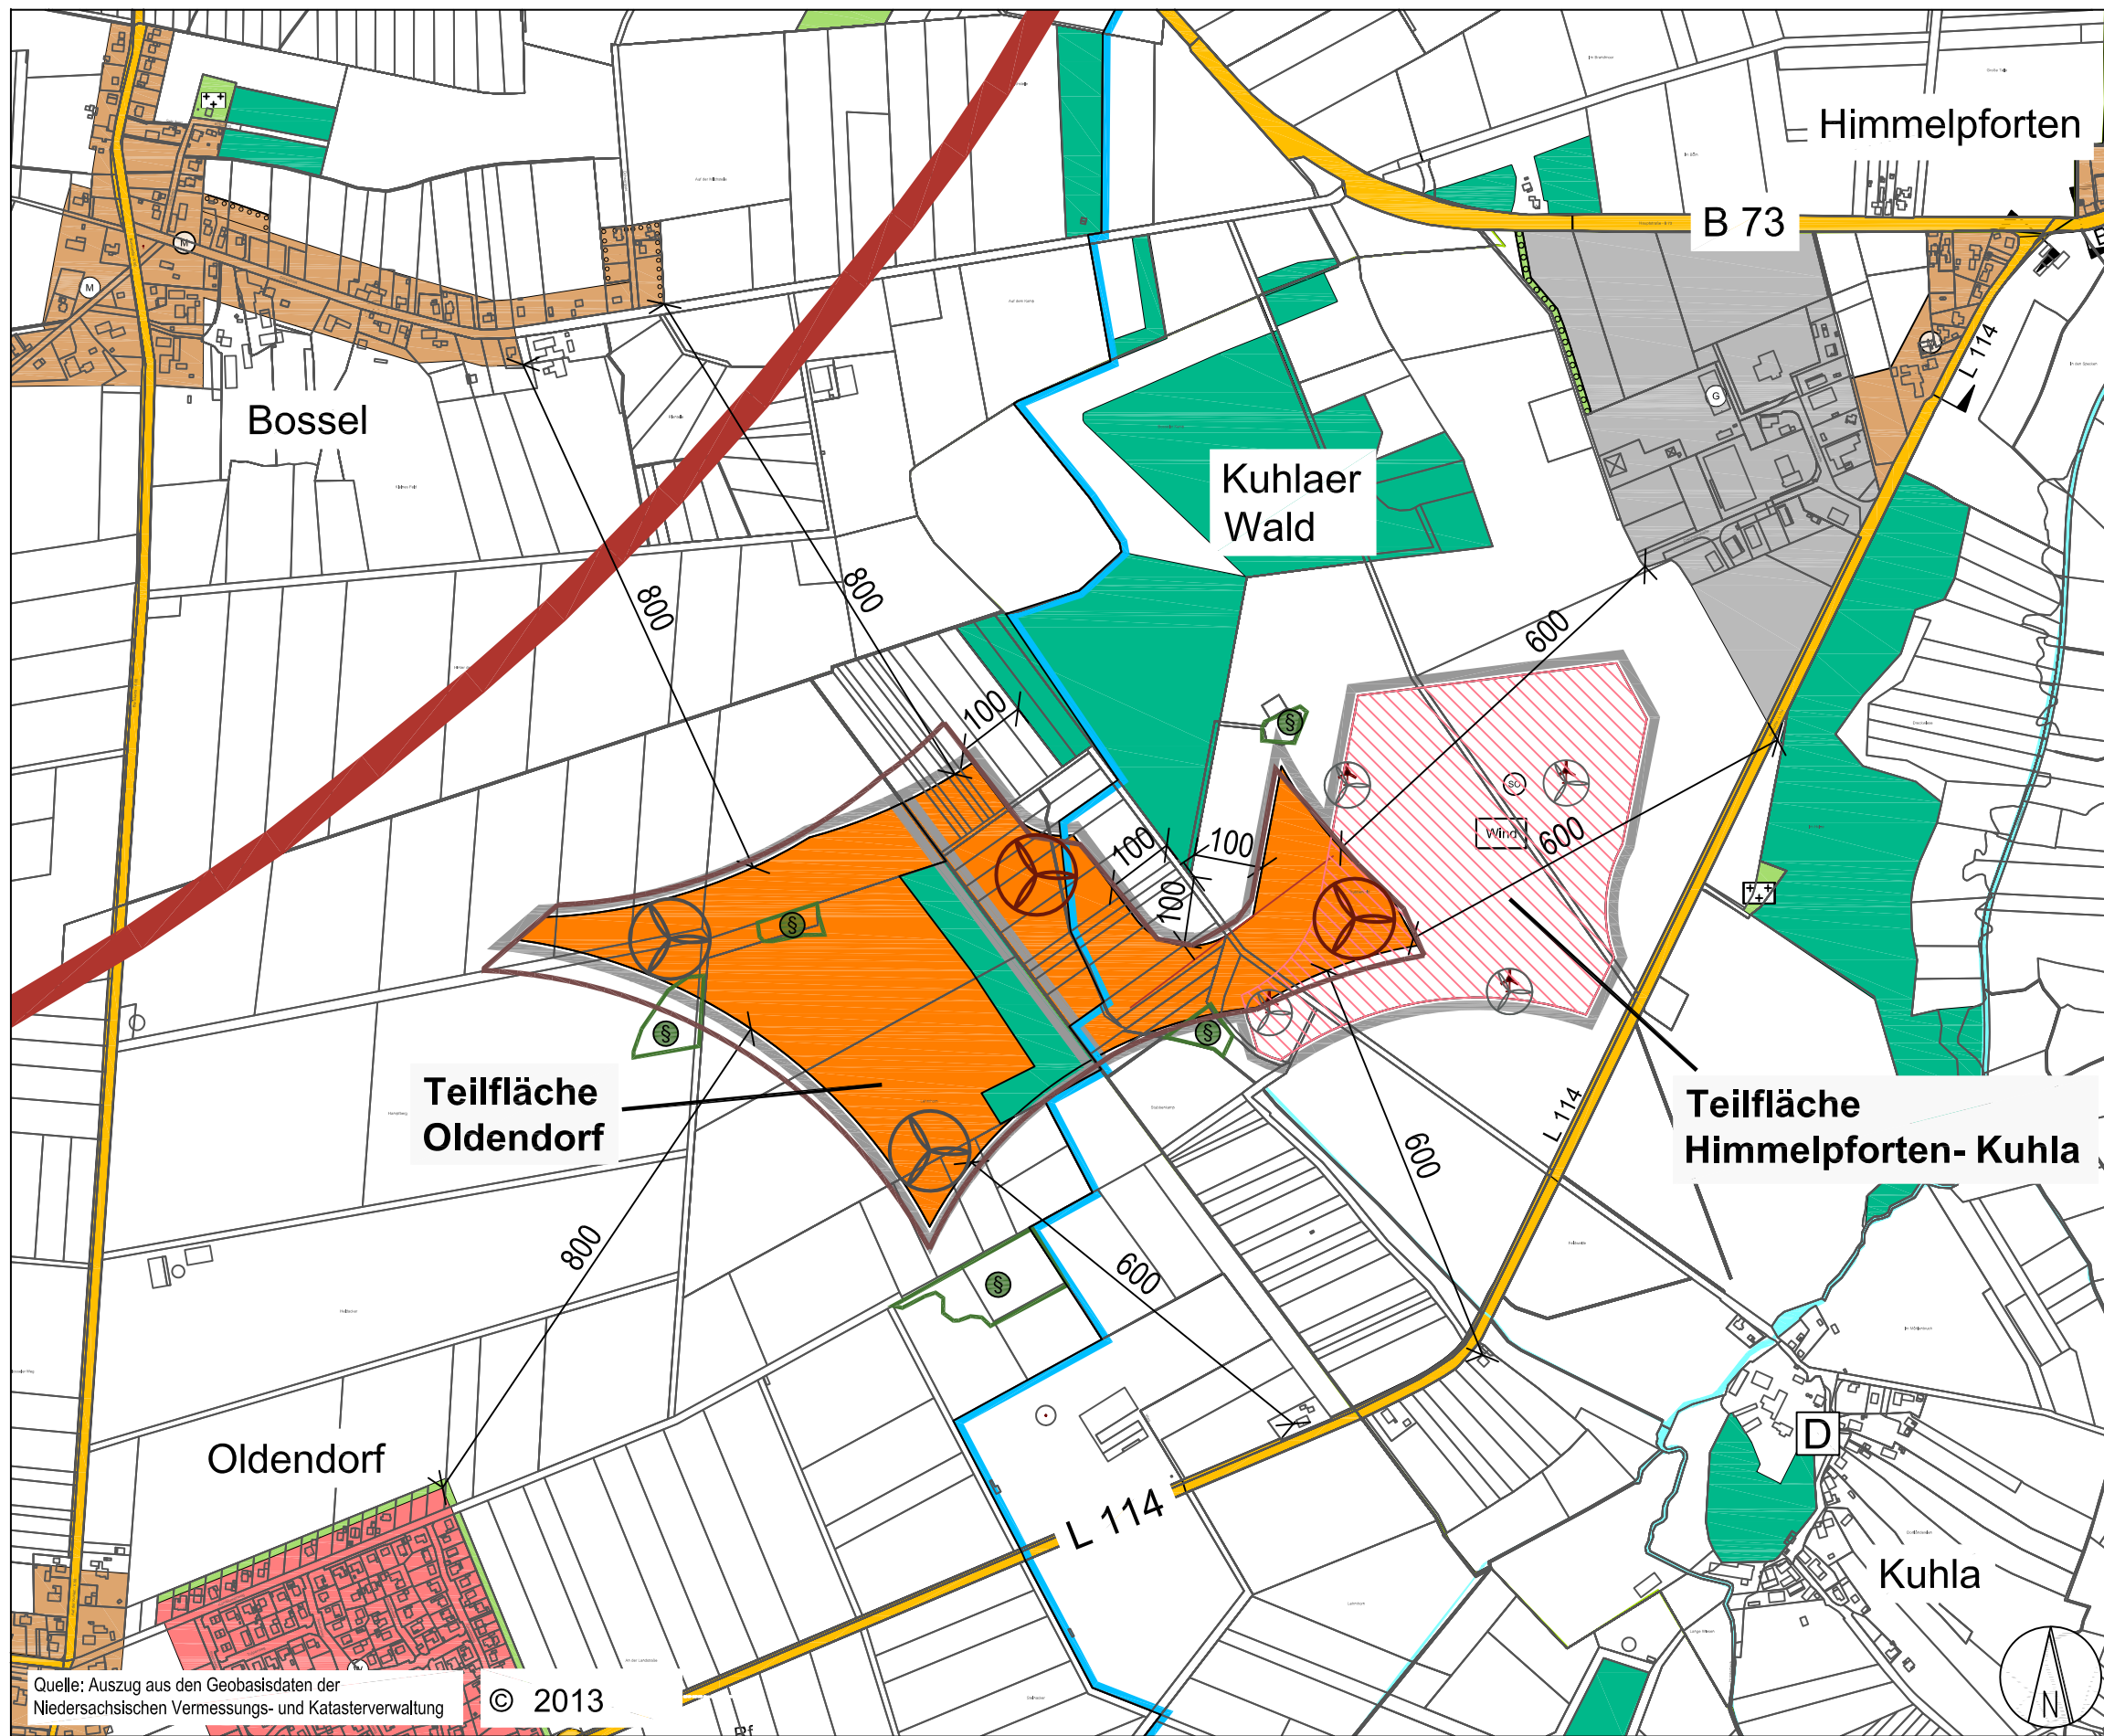 Himmelpforten
B 73
M
M
L 114
Bossel
G
Kuhlaer
Wald
800
800
600
100
§
SO
Wind
600
100
100
100
§
§
§
Teilfläche
Oldendorf
L 114
Teilfläche
Himmelpforten- Kuhla
600
800
600
§
D
Oldendorf
L 114
Kuhla
Quelle: Auszug aus den Geobasisdaten der
Niedersachsischen Vermessungs- und Katasterverwaltung
© 2013
N